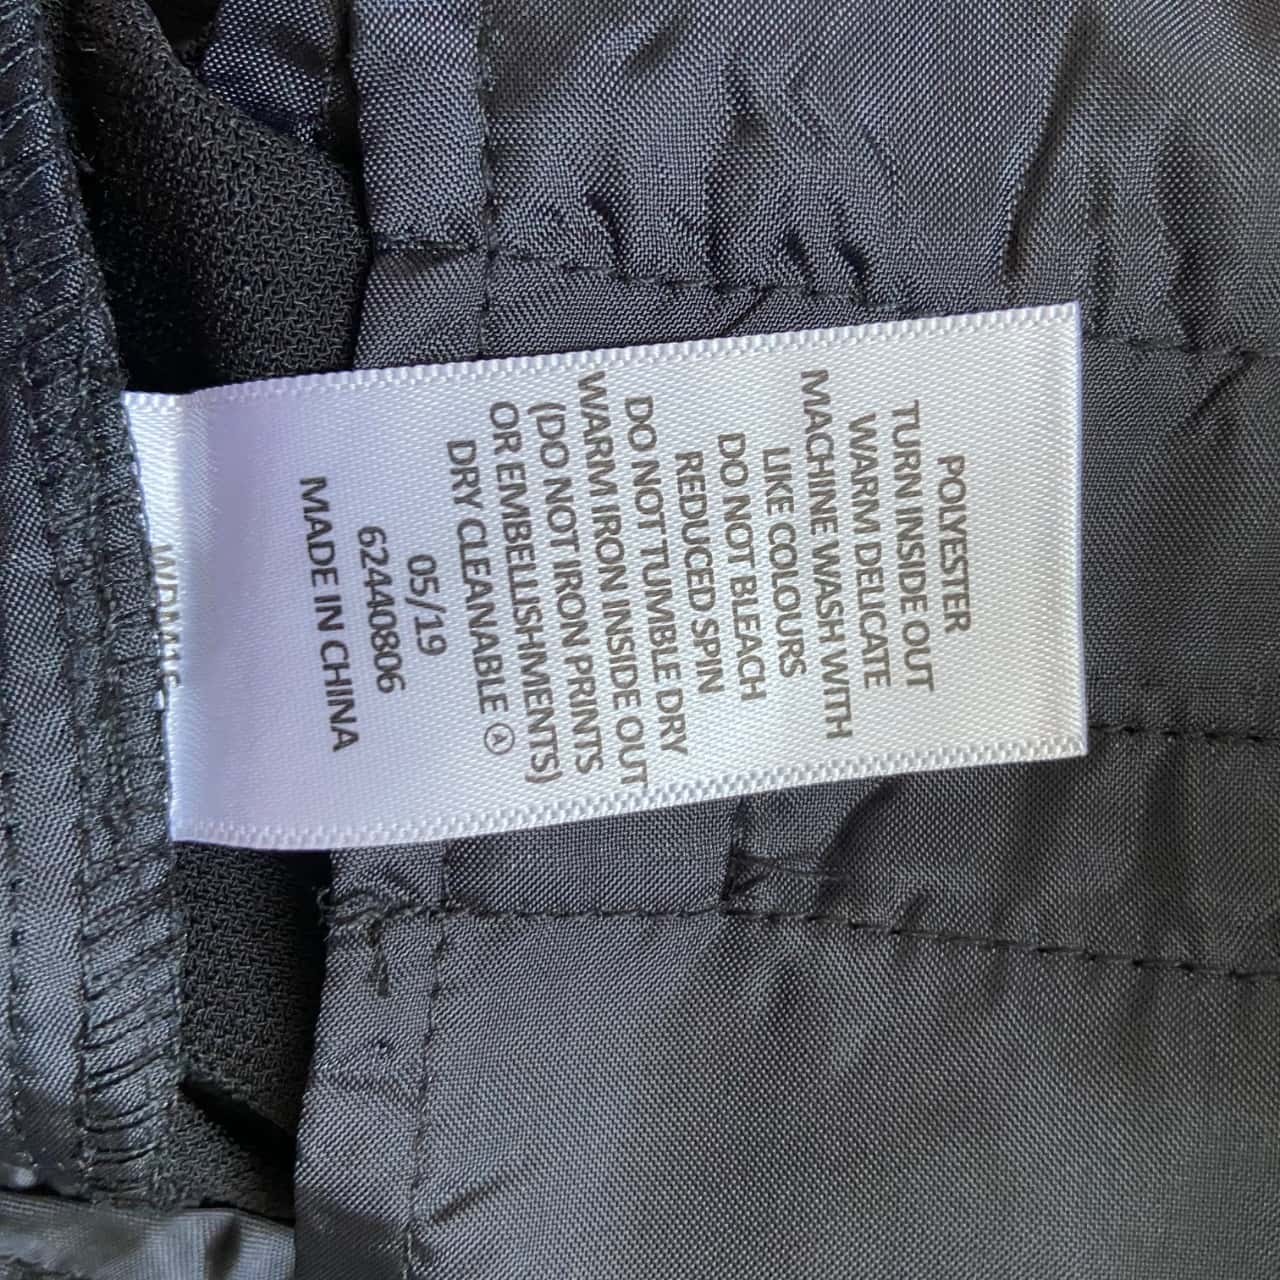 POLYESTER
TURN INSIDE OUT
WARM DELICATE
MACHINE WASH WITH
LIKE COLOURS
DO NOT BLEACH
REDUCED SPIN
DO NOT TUMBLE DRY
WARM IRON INSIDE OUT
(DO NOT IRON PRINTS
OR EMBELLISHMENTS)
DRY CLEANABLE Ⓐ
05/19
62440806
MADE IN CHINA